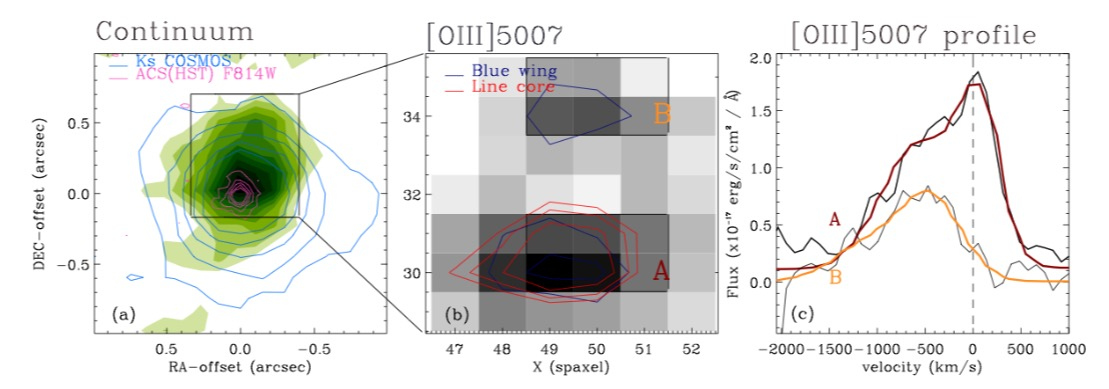 Continuum
Ks COSMOS
ACS(HST) F814W
DEC-offset (arcsec)
0.5
0.0
-0.5
(a)
0.5 0.0 -0.5
RA-offset (arcsec)
[OIII]5007
Blue wing
Line core
34
32
30
B
A
(b)
47 48 49 50 51 52
X (spaxel)
[OIII]5007 profile
Flux (x10⁻¹⁷ erg/s/cm² / Å)
2.0
1.5
1.0
0.5
0.0
A
B
(c)
-2000 -1500 -1000 -500 0 500 1000
velocity (km/s)